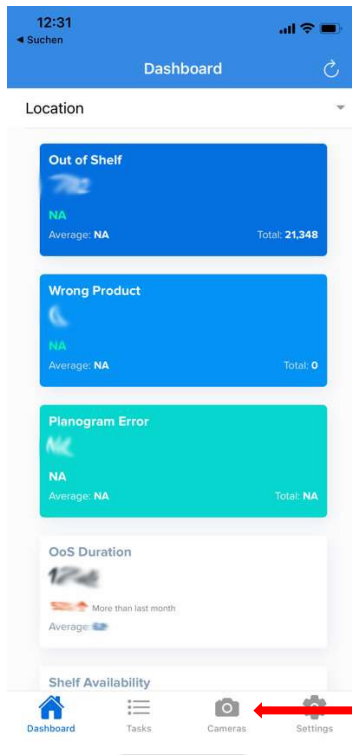 12:31
◀ Suchen
Dashboard
Location
Out of Shelf
NA
Average: NA Total: 21,348
Wrong Product
NA
Average: NA Total: 0
Planogram Error
NA
Average: NA Total: NA
OoS Duration
More than last month
Average:
Shelf Availability
Dashboard Tasks Cameras Settings